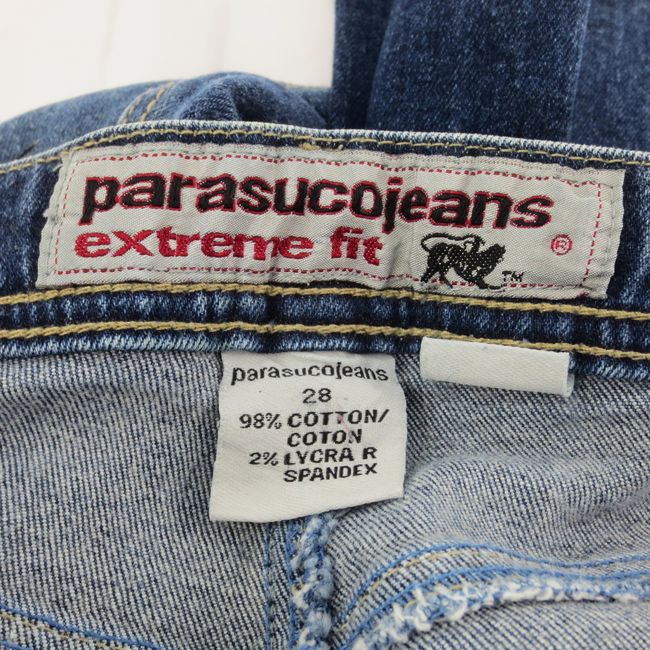 parasucojeans
extreme fit ®
™
parasucojeans
28
98% COTTON/
COTON
2% LYCRA R
SPANDEX